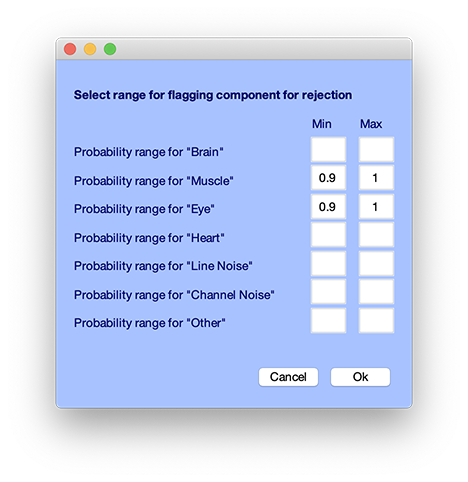 Select range for flagging component for rejection
Min Max
Probability range for "Brain"
Probability range for "Muscle" 0.9 1
Probability range for "Eye" 0.9 1
Probability range for "Heart"
Probability range for "Line Noise"
Probability range for "Channel Noise"
Probability range for "Other"
Cancel Ok